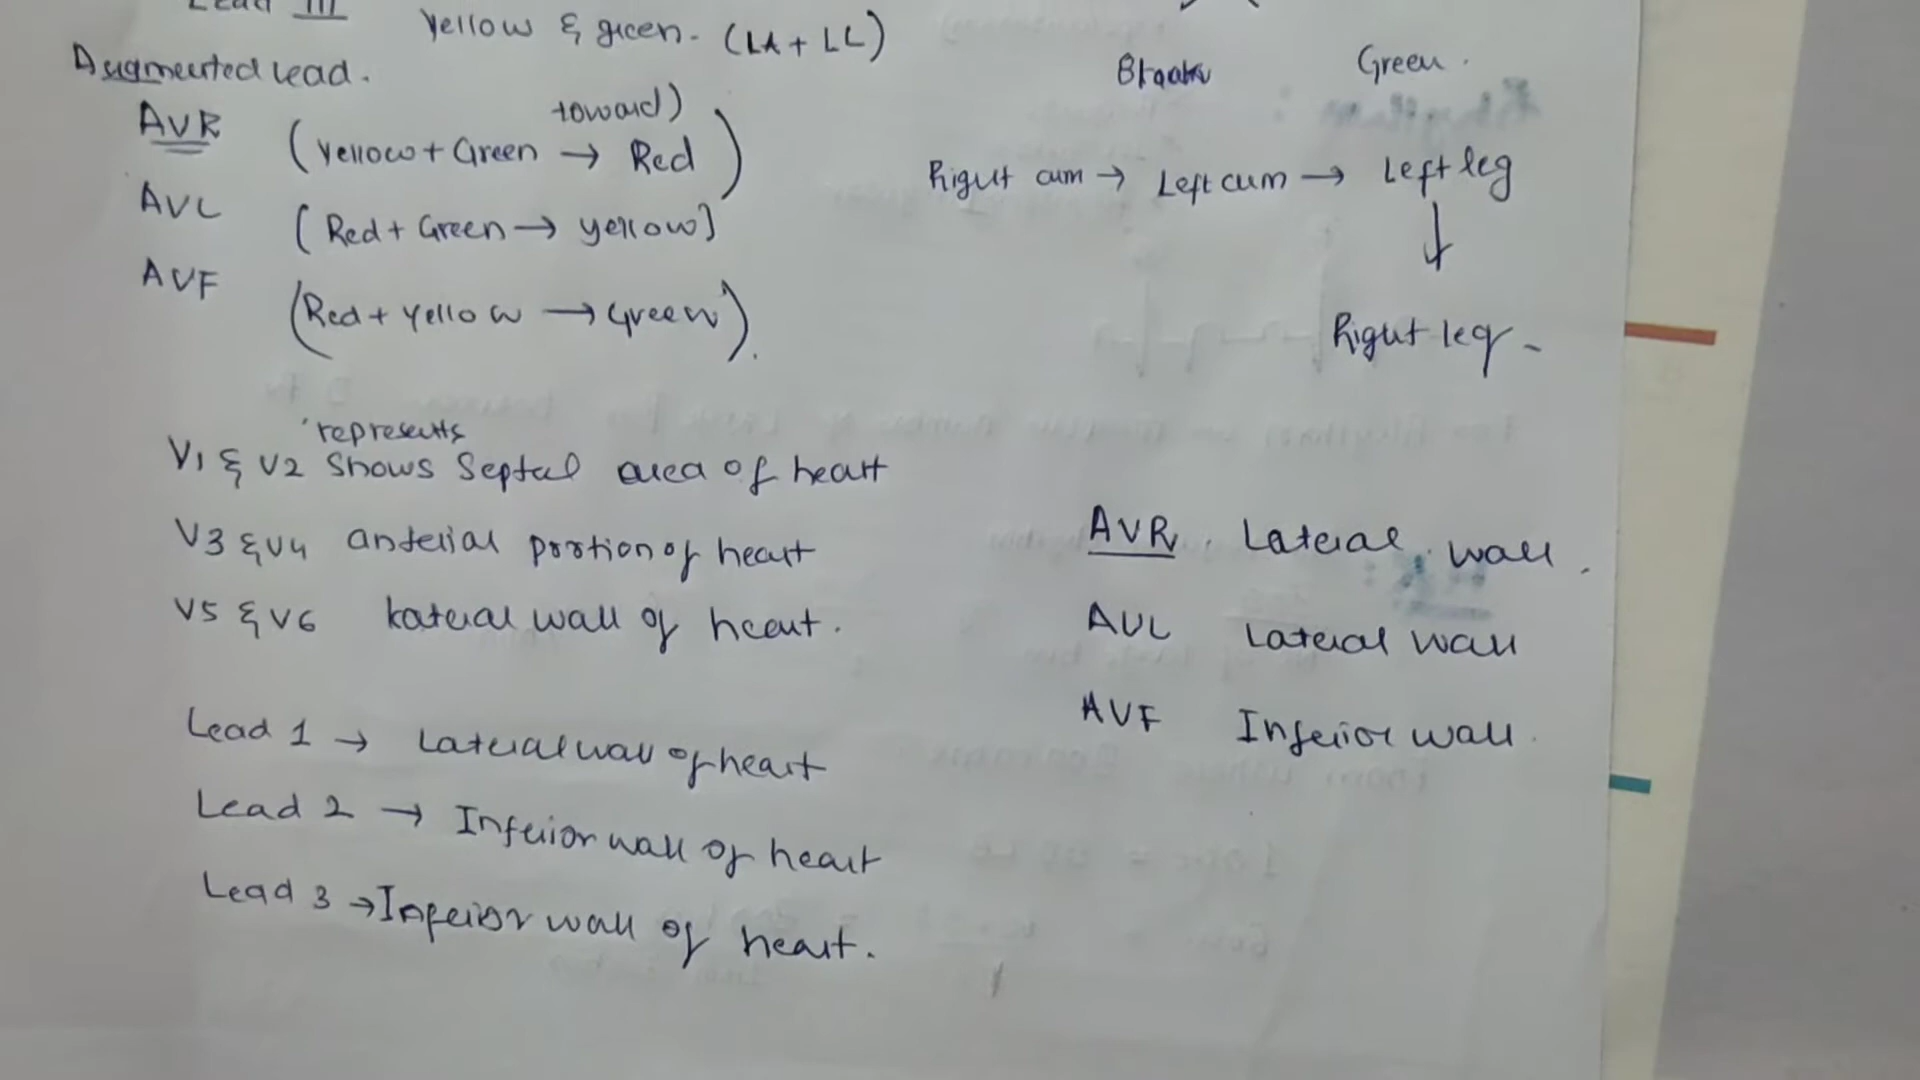 Lead III yellow & green. (LA + LL)
Augmented lead.
AVR (yellow + Green → Red toward)
AVL [Red + Green → yellow]
AVF (Red + yellow → Green).
Black Green.
Right arm → Left arm → Left leg
↓
Right leg -
represents
V1 & V2 Shows Septal area of heart
V3 & V4 anterial portion of heart
V5 & V6 Lateral wall of heart.
Lead 1 → Lateral wall of heart
Lead 2 → Inferior wall of heart
Lead 3 → Inferior wall of heart.
AVR. Lateral wall.
AVL Lateral wall
AVF Inferior wall.